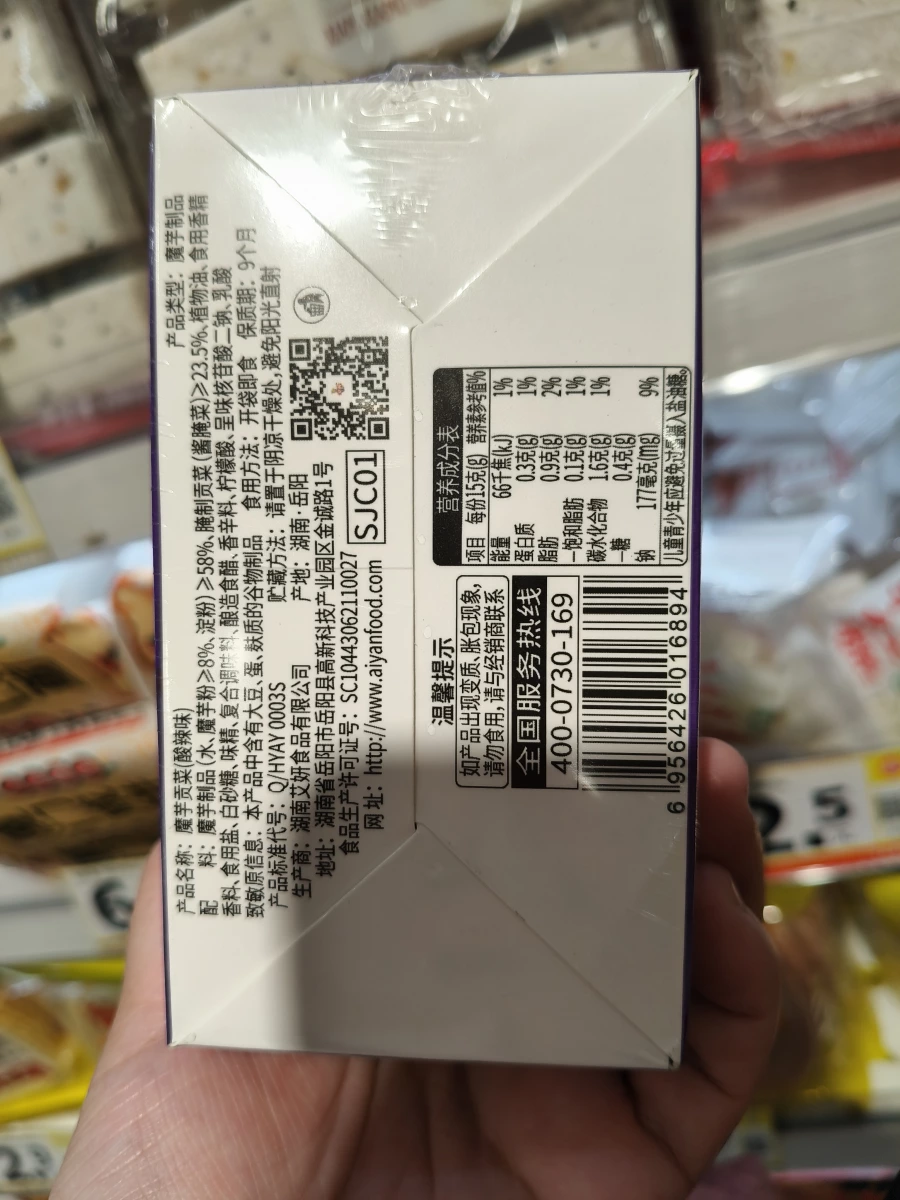 产品名称：魔芋贡菜(酸辣味) 产品类型：魔芋制品
配 料：魔芋制品(水、魔芋粉≥8%、淀粉)≥58%、腌制贡菜(酱腌菜)≥23.5%、植物油、食用香精
香料、食用盐、白砂糖、味精、复合调味料、酿造食醋、香辛料、柠檬酸、呈味核苷酸二钠、乳酸
致敏原信息：本产品中含有大豆、蛋、麸质的谷物制品 食用方法：开袋即食 保质期：9个月
产品标准代号：Q/HYAY 0003S 贮藏方法：请置于阴凉干燥处,避免阳光直射
生产商：湖南艾妍食品有限公司 产地：湖南·岳阳
地址：湖南省岳阳市岳阳县高新科技产业园区金诚路1号
食品生产许可证号：SC10443062110027
网址：http://www.aiyanfood.com
SJC01
温馨提示
如产品出现变质、胀包现象,
请勿食用,请与经销商联系
全国服务热线
400-0730-169
6 956426 016894
营养成分表
项目 每份15克(g) 营养素参考值%
能量 66千焦(kJ) 1%
蛋白质 0.3克(g) 1%
脂肪 0.9克(g) 2%
-饱和脂肪 0.1克(g) 1%
碳水化合物 1.6克(g) 1%
-糖 0.4克(g)
钠 177毫克(mg) 9%
儿童青少年应避免过量摄入盐油糖。
2.5
6
2.3